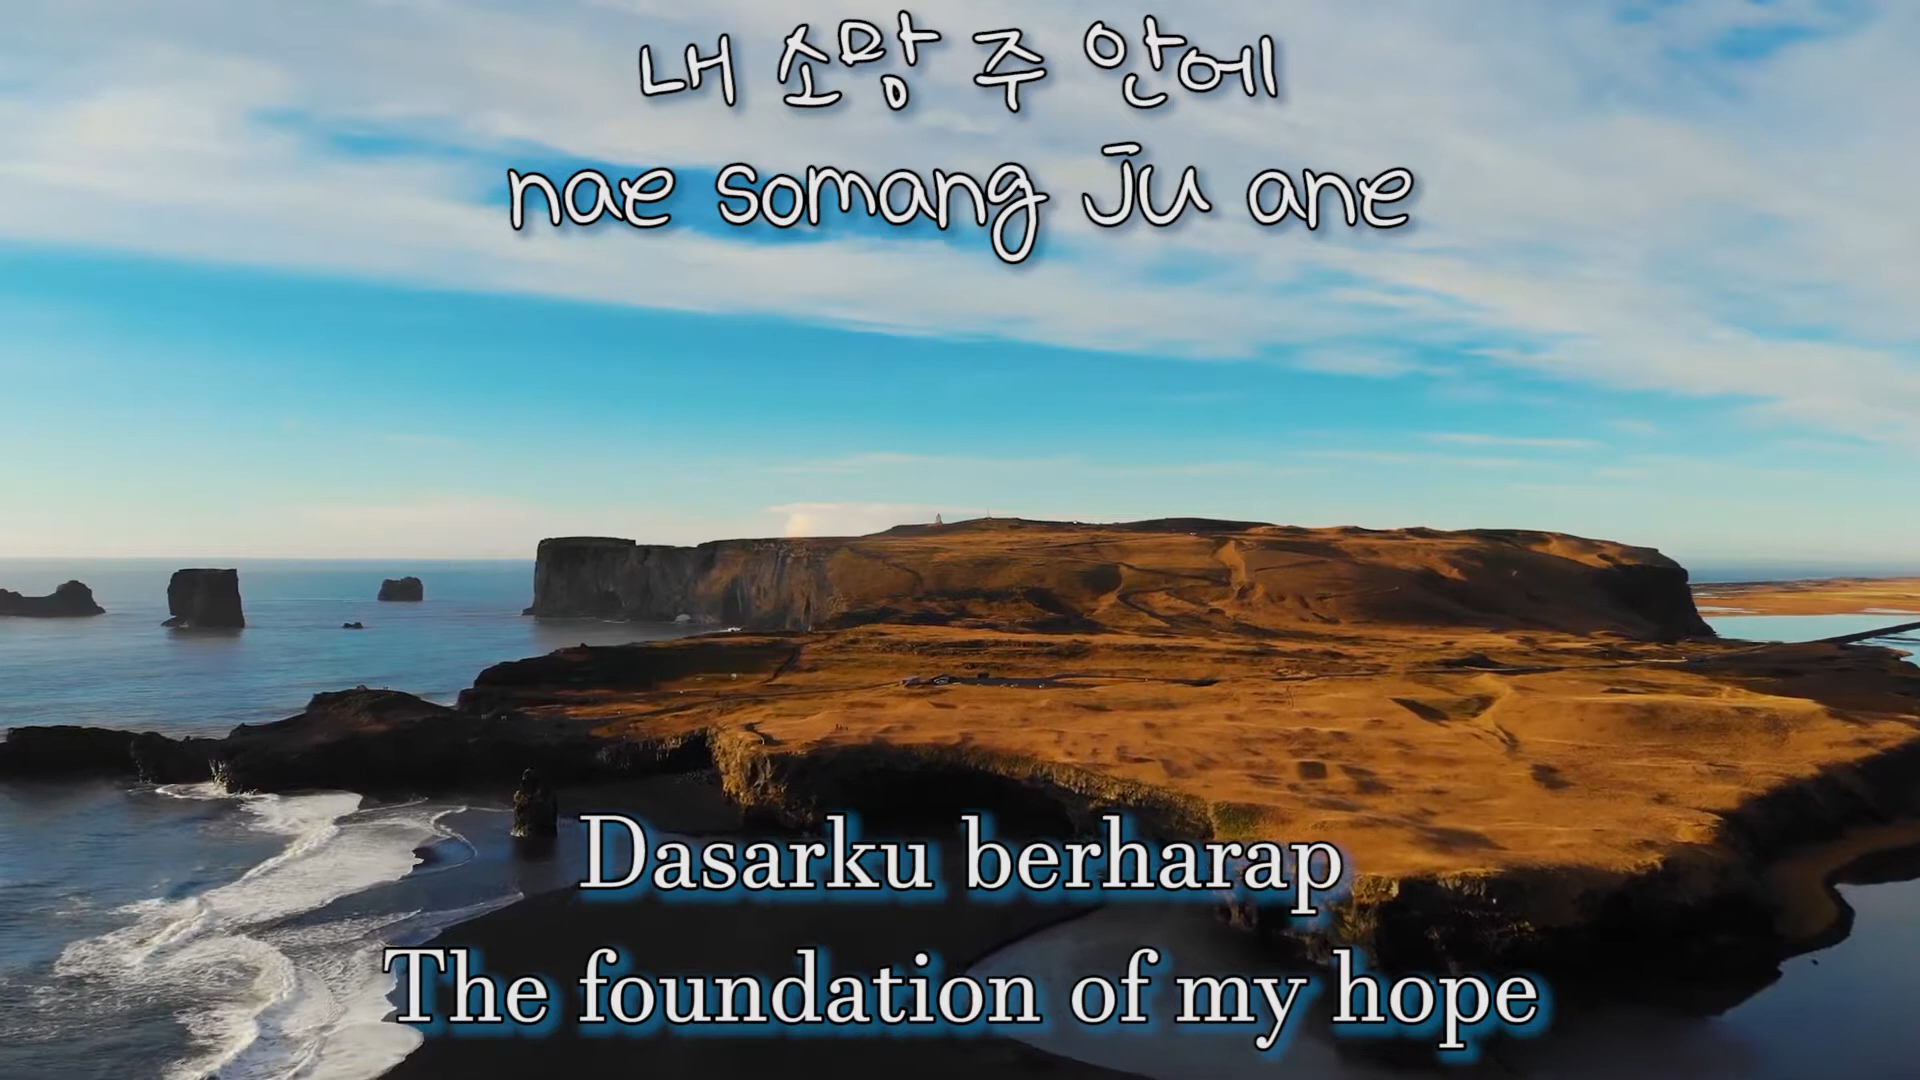 내 소망 주 안에
nae somang Ju ane
Dasarku berharap
The foundation of my hope